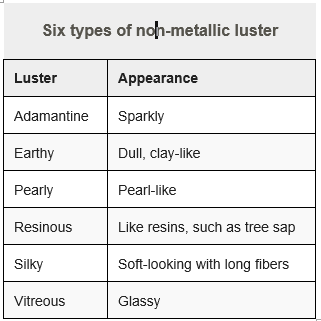 Six types of non-metallic luster
Luster Appearance
Adamantine Sparkly
Earthy Dull, clay-like
Pearly Pearl-like
Resinous Like resins, such as tree sap
Silky Soft-looking with long fibers
Vitreous Glassy